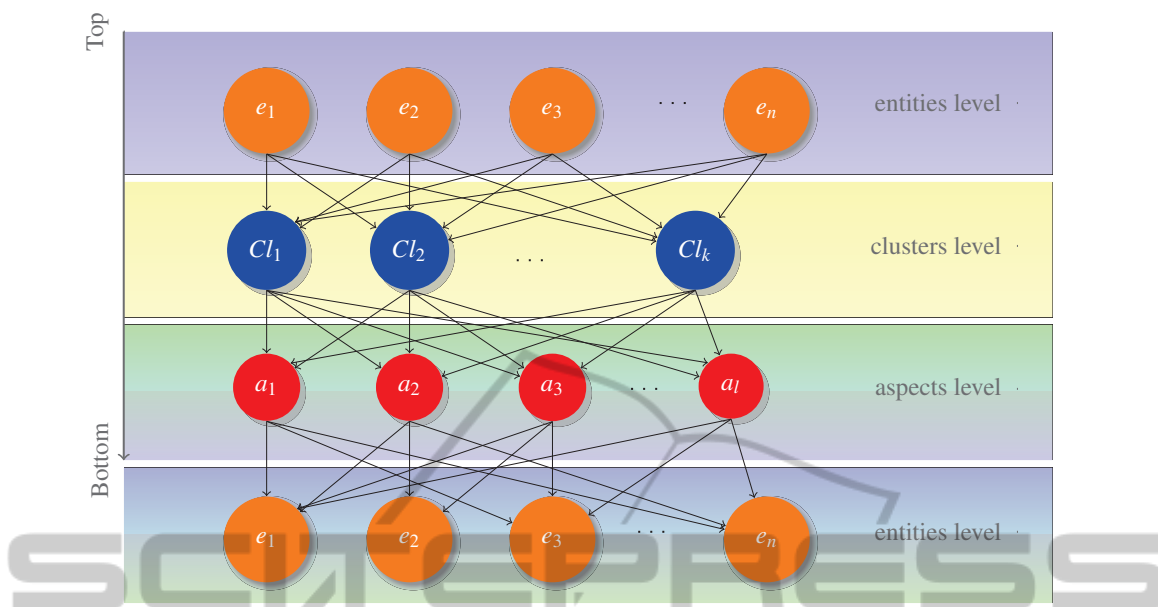 Top
e1 e2 e3 ... en entities level
Cl1 Cl2 ... Clk clusters level
a1 a2 a3 ... al aspects level
Bottom
e1 e2 e3 ... en entities level
SCITEPRESS